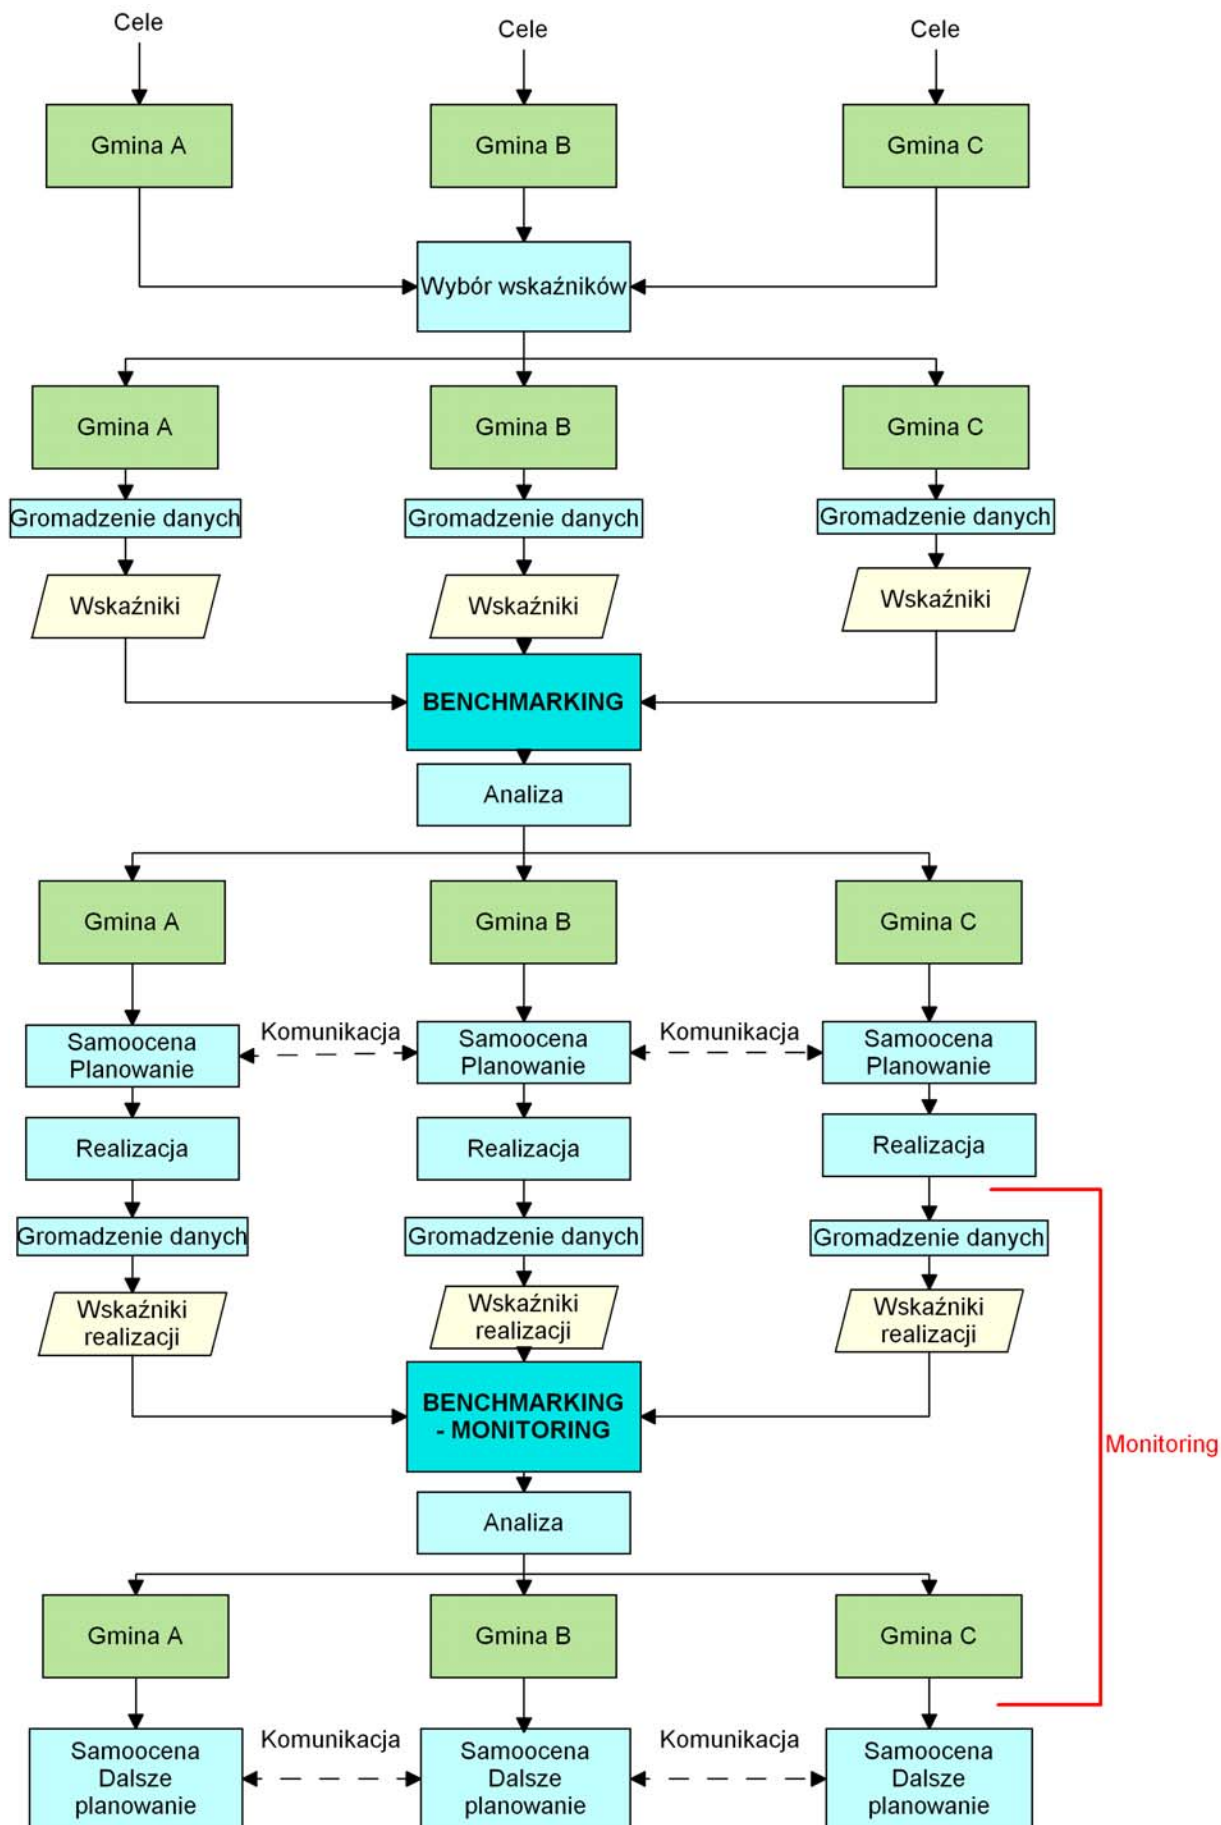 Cele
Cele
Cele
Gmina A
Gmina B
Gmina C
Wybór wskaźników
Gmina A
Gmina B
Gmina C
Gromadzenie danych
Gromadzenie danych
Gromadzenie danych
Wskaźniki
Wskaźniki
Wskaźniki
BENCHMARKING
Analiza
Gmina A
Gmina B
Gmina C
Samoocena
Planowanie
Komunikacja
Samoocena
Planowanie
Komunikacja
Samoocena
Planowanie
Realizacja
Realizacja
Realizacja
Gromadzenie danych
Gromadzenie danych
Gromadzenie danych
Wskaźniki
realizacji
Wskaźniki
realizacji
Wskaźniki
realizacji
BENCHMARKING
- MONITORING
Monitoring
Analiza
Gmina A
Gmina B
Gmina C
Samoocena
Dalsze
planowanie
Komunikacja
Samoocena
Dalsze
planowanie
Komunikacja
Samoocena
Dalsze
planowanie